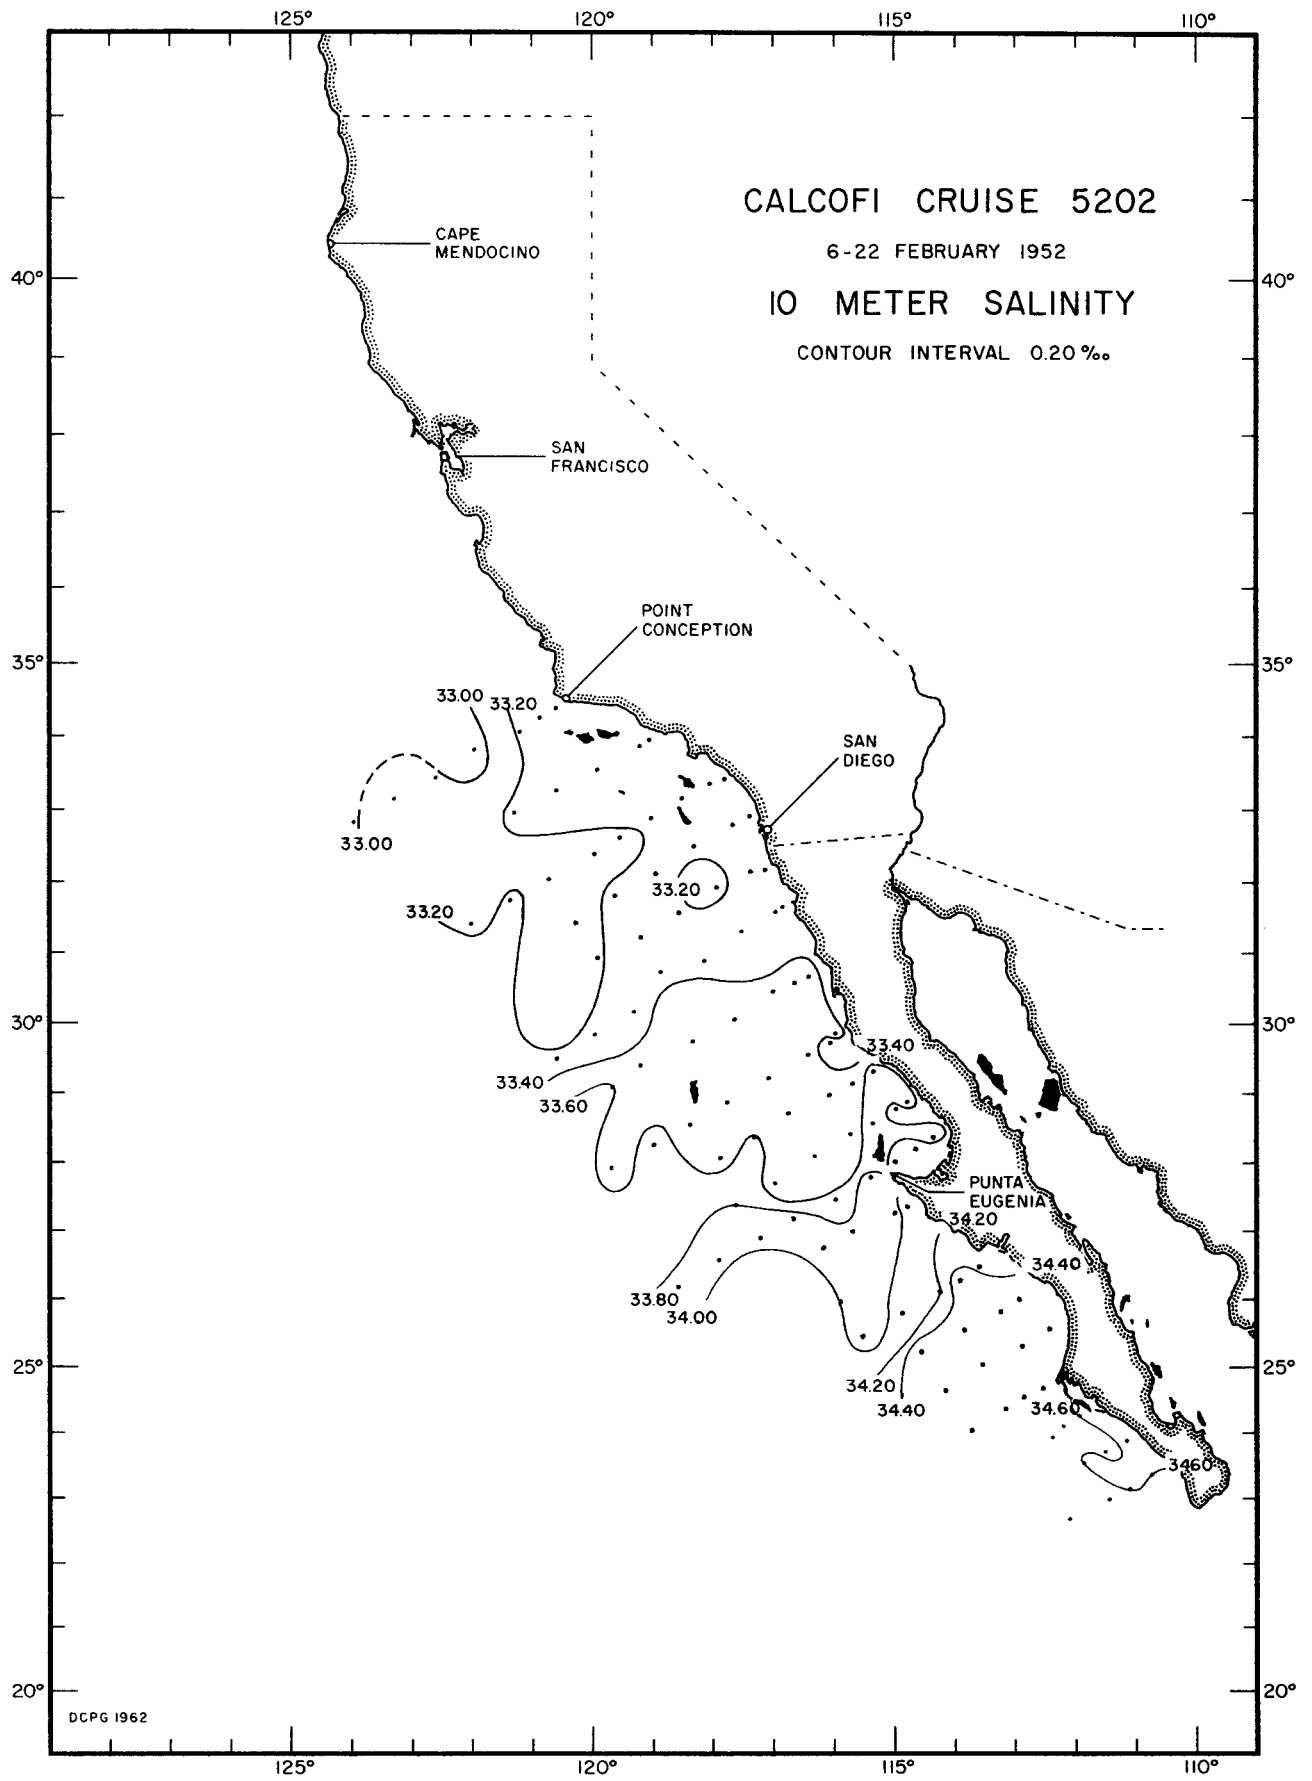 125° 120° 115° 110°
CALCOFI CRUISE 5202
6-22 FEBRUARY 1952
10 METER SALINITY
CONTOUR INTERVAL 0.20 ‰
CAPE
MENDOCINO
40° 40°
SAN
FRANCISCO
POINT
CONCEPTION
35° 35°
33.00 33.20
SAN
DIEGO
33.00
33.20
33.20
30° 30°
33.40
33.40
33.60
PUNTA
EUGENIA
34.20
34.40
33.80
34.00
25° 25°
34.20
34.40
34.60
3460
20° 20°
DCPG 1962
125° 120° 115° 110°